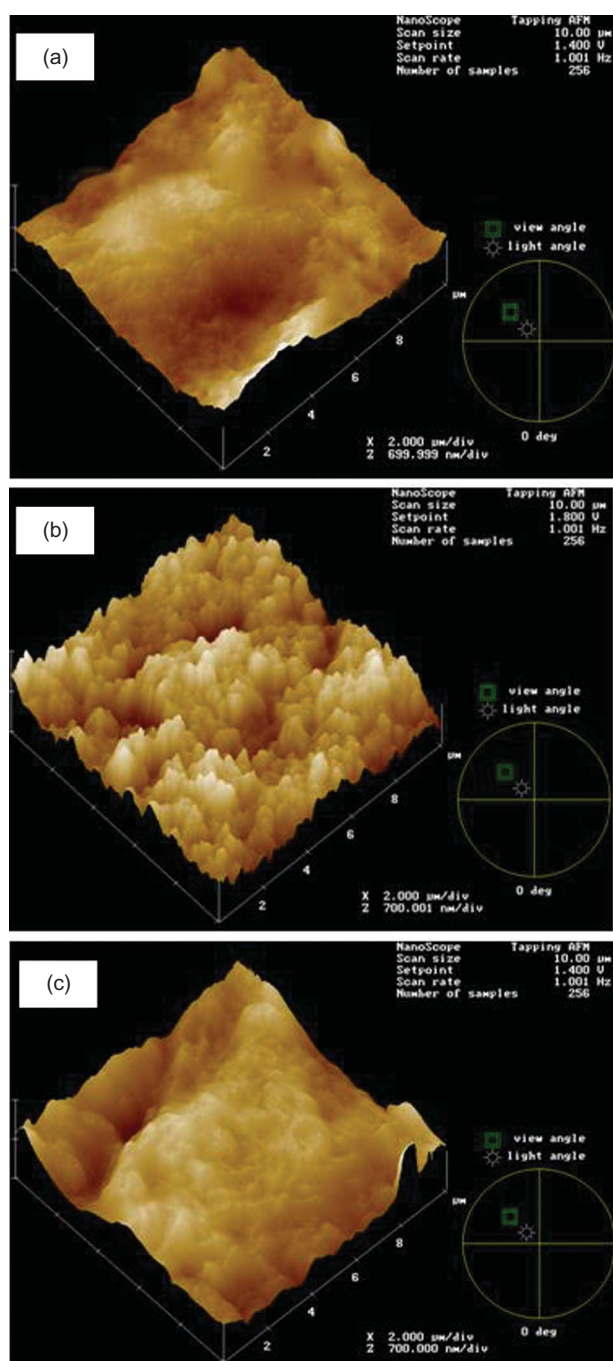 (a)
NanoScope Tapping AFM
Scan size 10.00 µm
Setpoint 1.400 V
Scan rate 1.001 Hz
Number of samples 256
view angle
light angle
µm
8
6
4
2
X 2.000 µm/div
Z 699.999 nm/div
0 deg
(b)
NanoScope Tapping AFM
Scan size 10.00 µm
Setpoint 1.800 V
Scan rate 1.001 Hz
Number of samples 256
view angle
light angle
µm
8
6
4
2
X 2.000 µm/div
Z 700.001 nm/div
0 deg
(c)
NanoScope Tapping AFM
Scan size 10.00 µm
Setpoint 1.400 V
Scan rate 1.001 Hz
Number of samples 256
view angle
light angle
µm
8
6
4
2
X 2.000 µm/div
Z 700.000 nm/div
0 deg